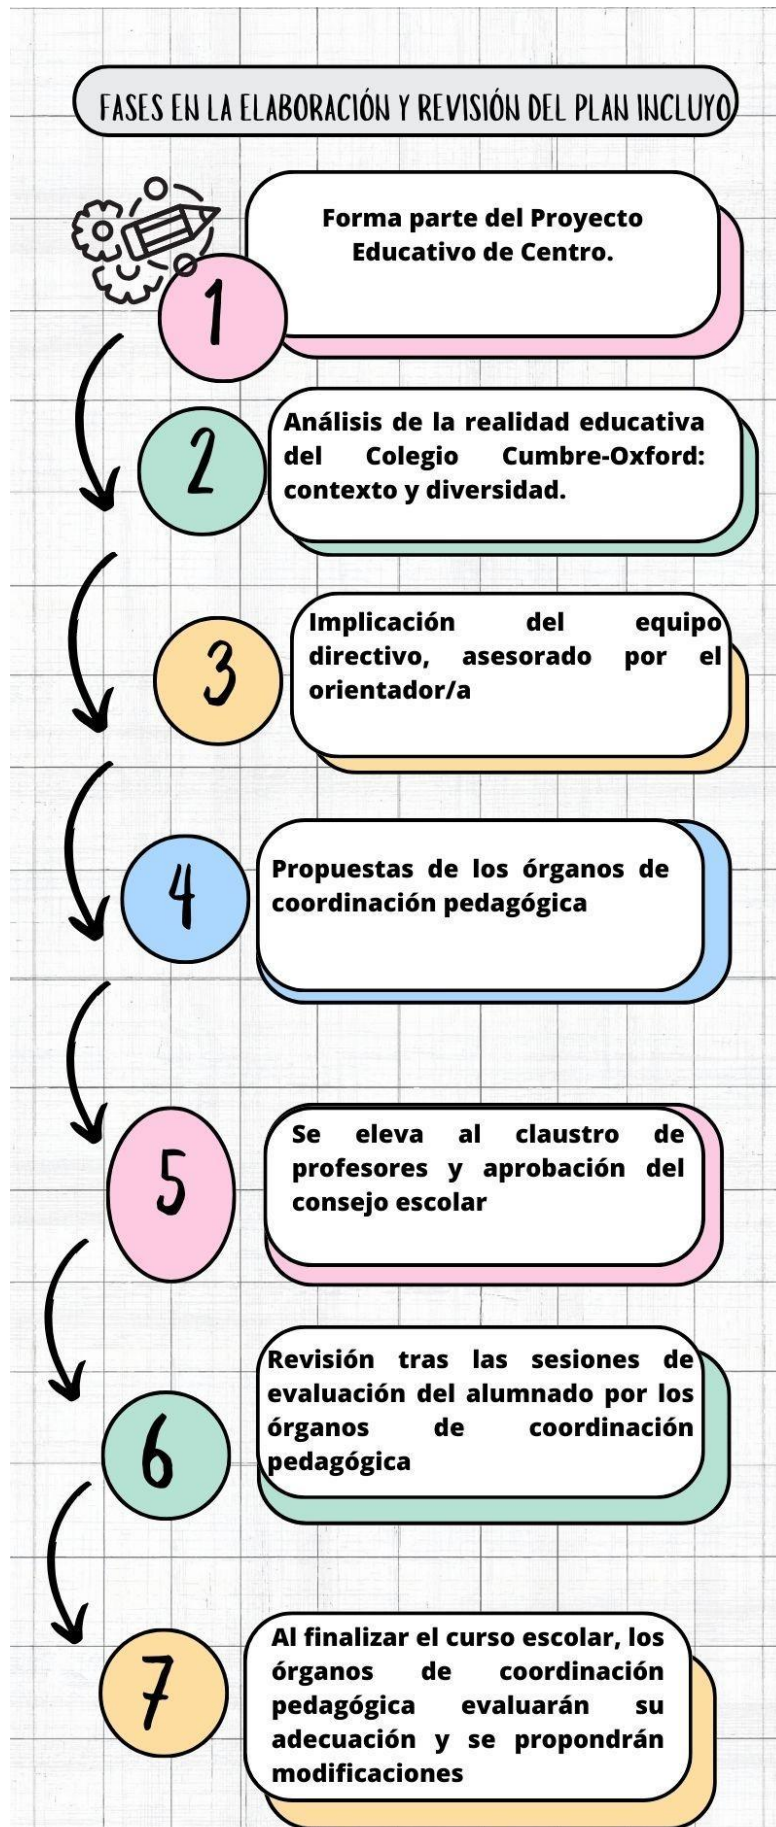 FASES EN LA ELABORACIÓN Y REVISIÓN DEL PLAN INCLUYO
Forma parte del Proyecto
Educativo de Centro.
1
Análisis de la realidad educativa
del Colegio Cumbre-Oxford:
contexto y diversidad.
2
Implicación del equipo
directivo, asesorado por el
orientador/a
3
Propuestas de los órganos de
coordinación pedagógica
4
Se eleva al claustro de
profesores y aprobación del
consejo escolar
5
Revisión tras las sesiones de
evaluación del alumnado por los
órganos de coordinación
pedagógica
6
Al finalizar el curso escolar, los
órganos de coordinación
pedagógica evaluarán su
adecuación y se propondrán
modificaciones
7